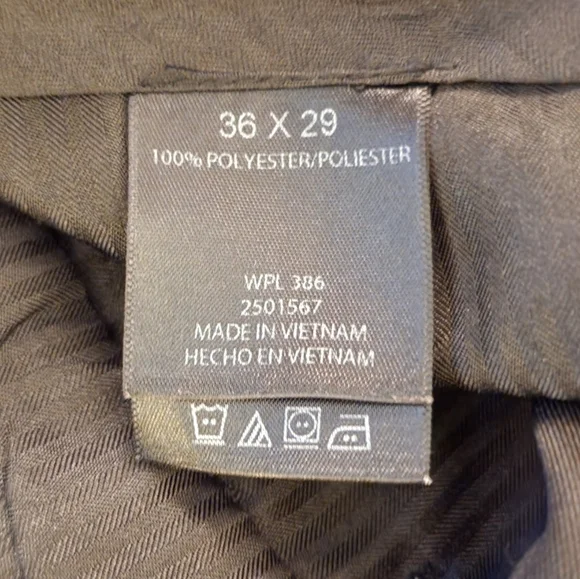 36 X 29
100% POLYESTER/POLIESTER
WPL 386
2501567
MADE IN VIETNAM
HECHO EN VIETNAM